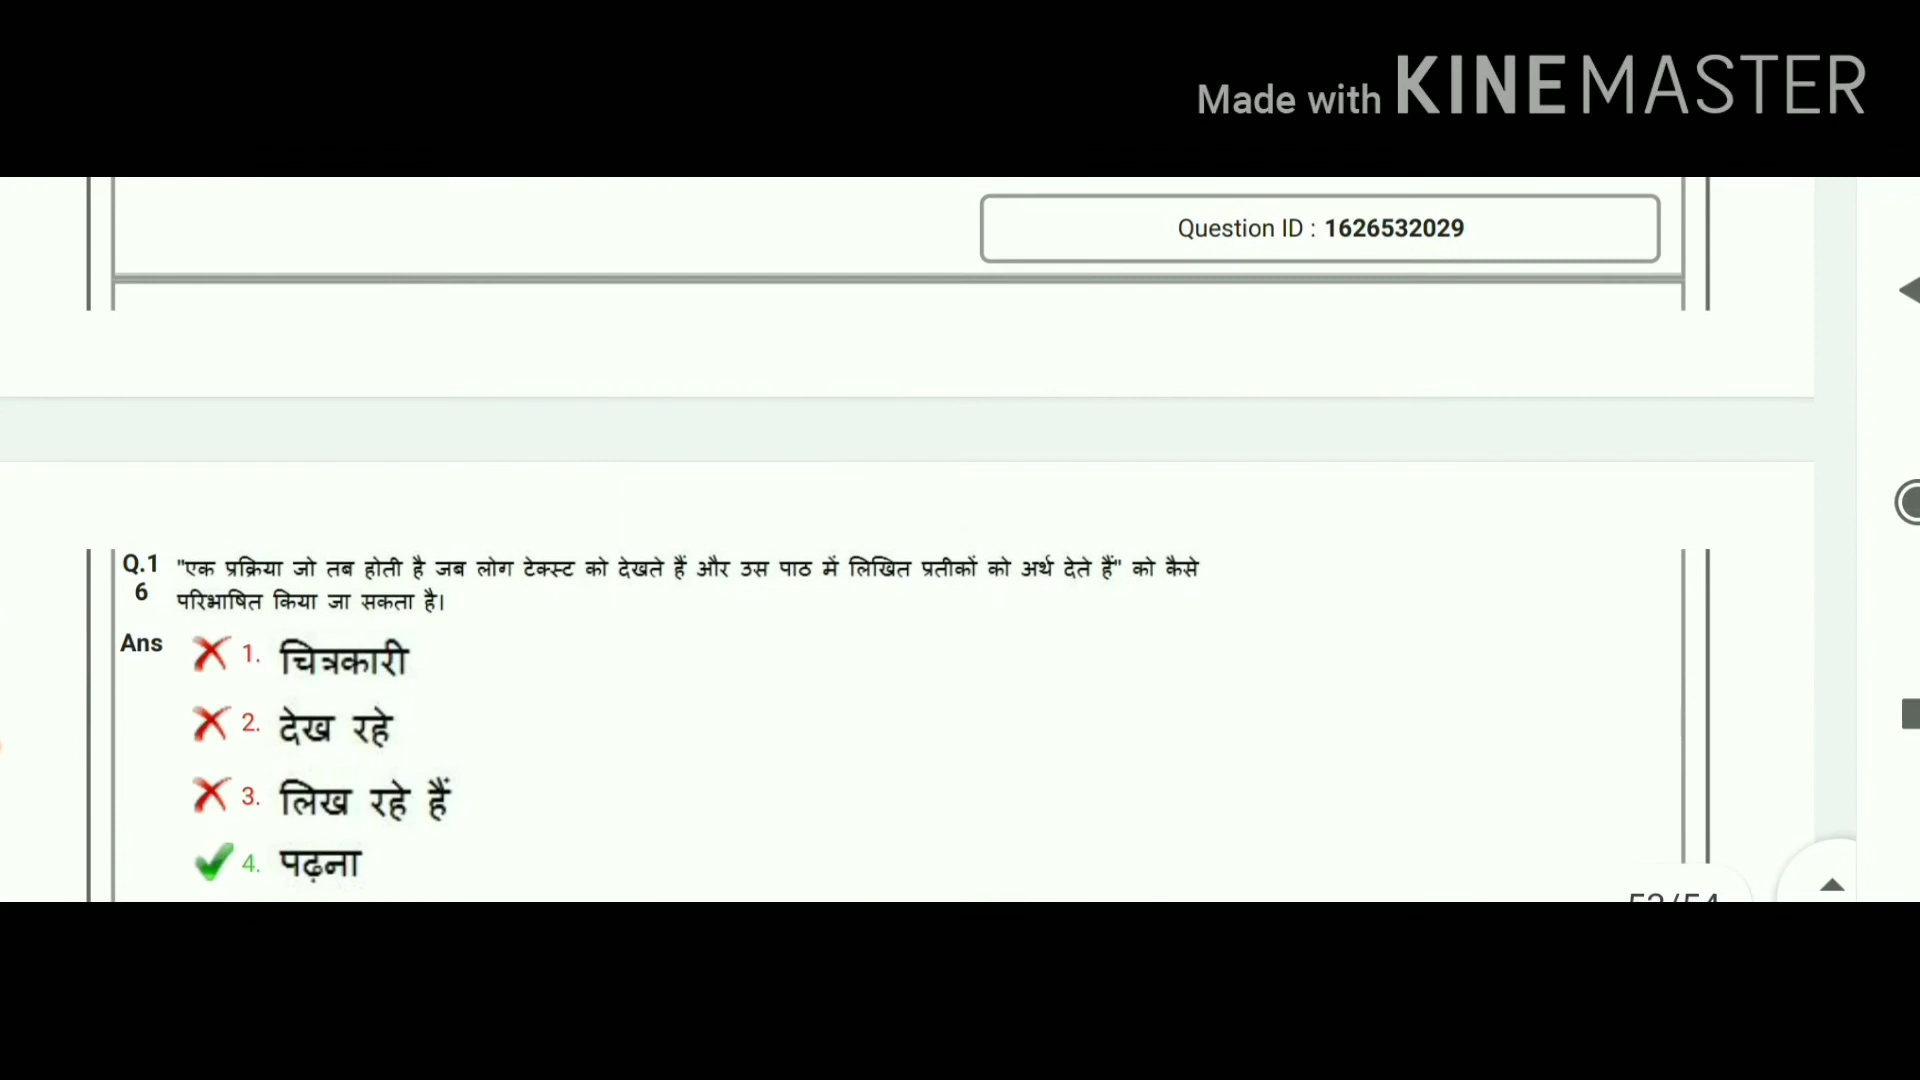 Made with KINEMASTER
Question ID : 1626532029
Q.1 "एक प्रक्रिया जो तब होती है जब लोग टेक्स्ट को देखते हैं और उस पाठ में लिखित प्रतीकों को अर्थ देते हैं" को कैसे
6 परिभाषित किया जा सकता है।
Ans 1. चित्रकारी
2. देख रहे
3. लिख रहे हैं
4. पढ़ना